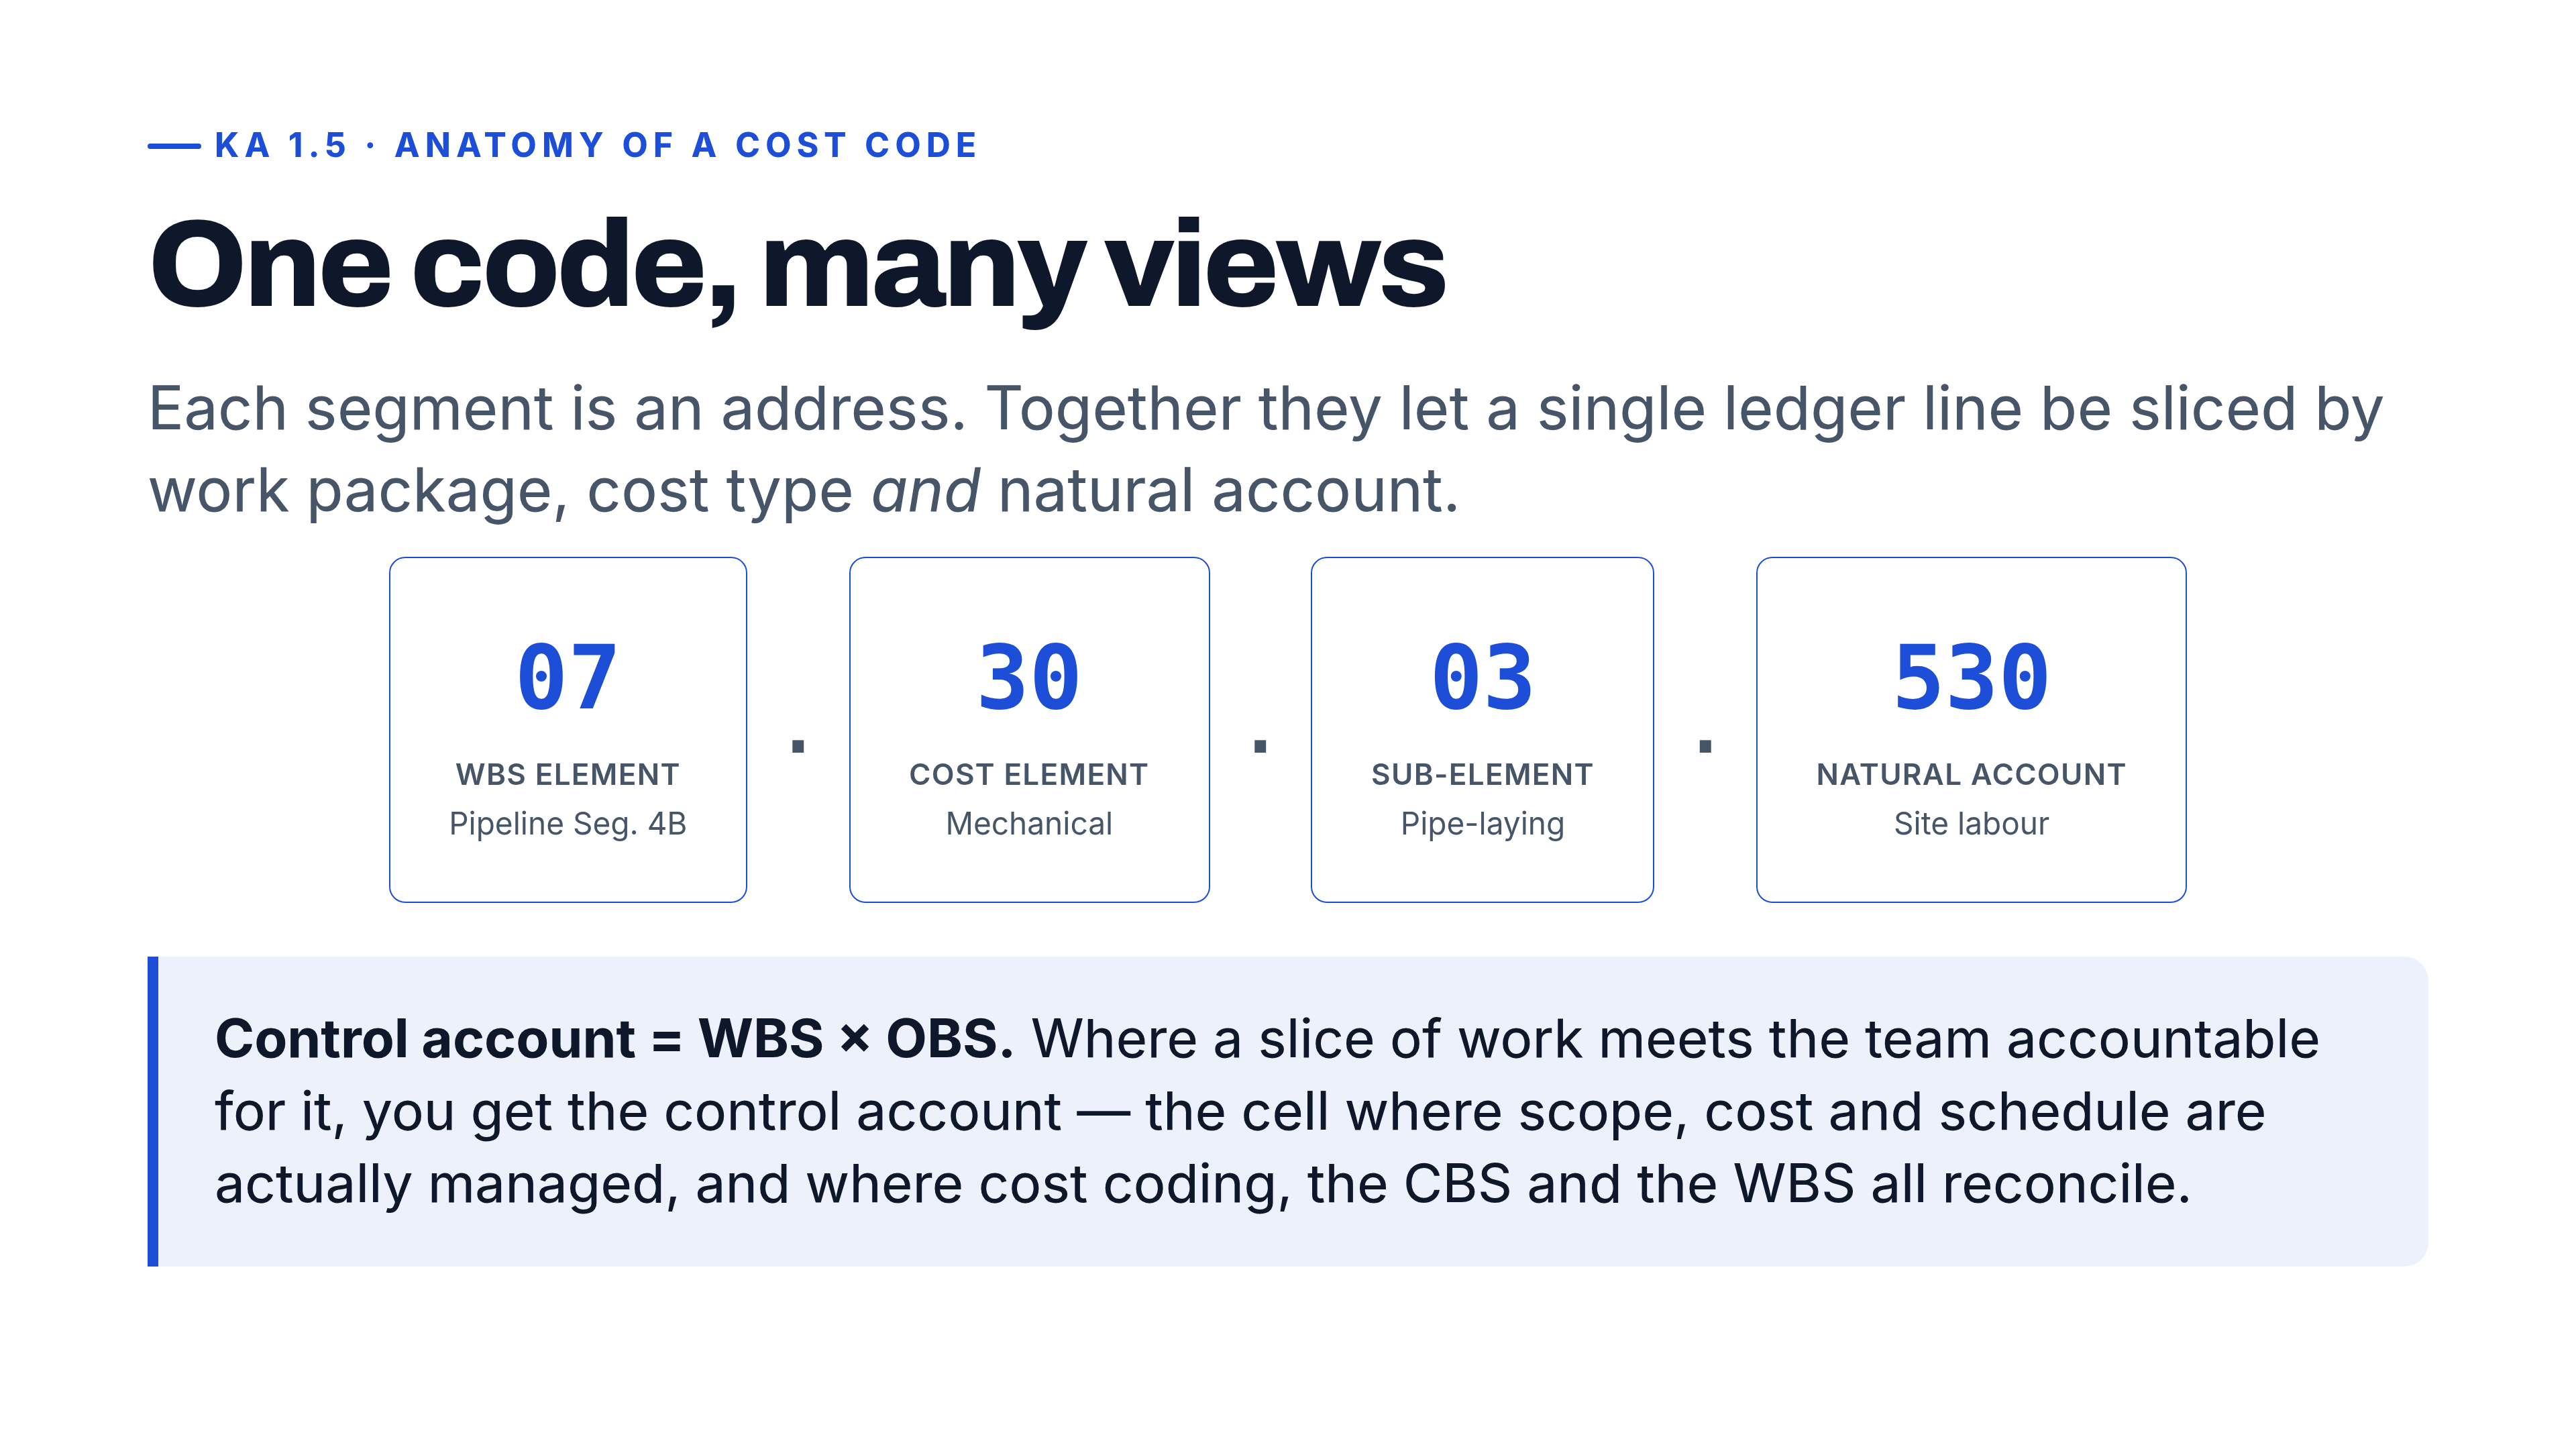 KA 1.5 · ANATOMY OF A COST CODE
One code, many views
Each segment is an address. Together they let a single ledger line be sliced by
work package, cost type and natural account.
07 . 30 . 03 . 530
WBS ELEMENT COST ELEMENT SUB-ELEMENT NATURAL ACCOUNT
Pipeline Seg. 4B Mechanical Pipe-laying Site labour
Control account = WBS × OBS. Where a slice of work meets the team accountable
for it, you get the control account — the cell where scope, cost and schedule are
actually managed, and where cost coding, the CBS and the WBS all reconcile.